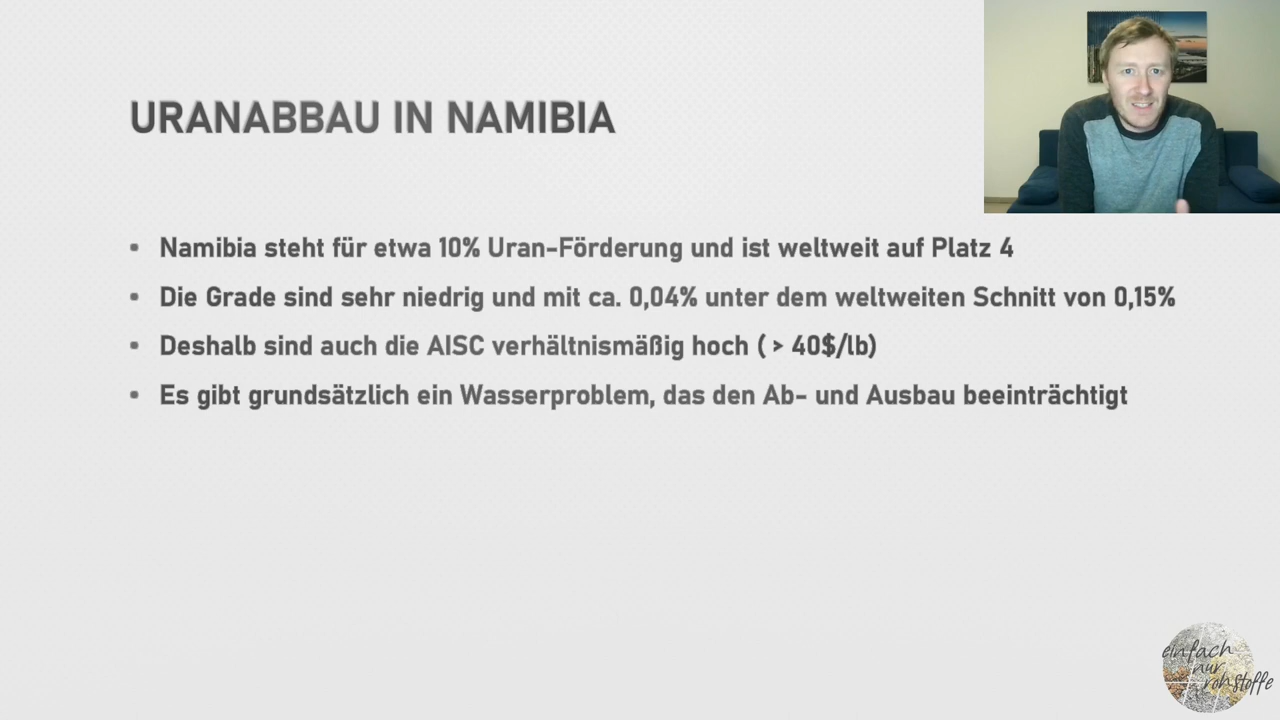 URANABBAU IN NAMIBIA
• Namibia steht für etwa 10% Uran-Förderung und ist weltweit auf Platz 4
• Die Grade sind sehr niedrig und mit ca. 0,04% unter dem weltweiten Schnitt von 0,15%
• Deshalb sind auch die AISC verhältnismäßig hoch ( > 40$/lb)
• Es gibt grundsätzlich ein Wasserproblem, das den Ab- und Ausbau beeinträchtigt
einfach
nur
rohstoffe